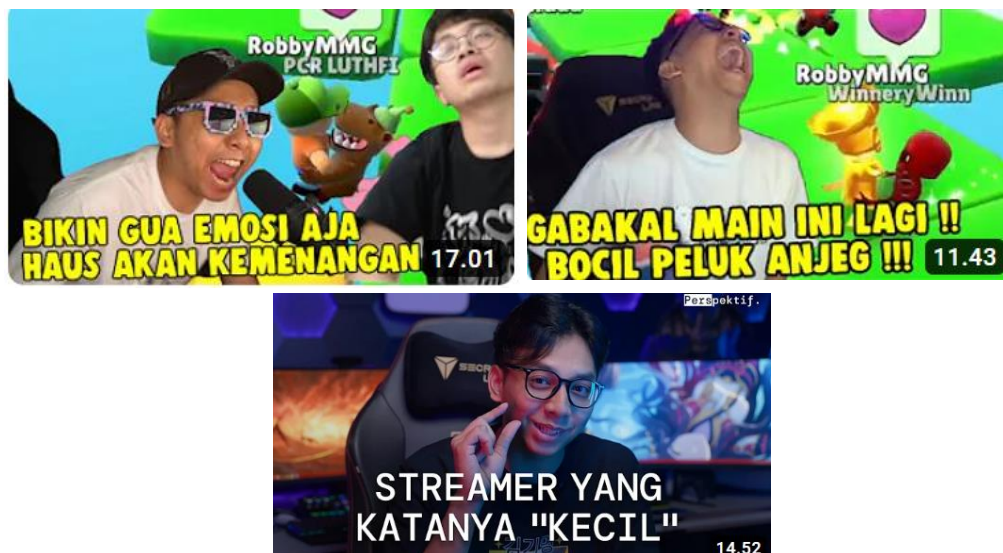 RobbyMMG
PCR LUTHFI
BIKIN GUA EMOSI AJA
HAUS AKAN KEMENANGAN
17.01
RobbyMMG
WinneryWinn
GABAKAL MAIN INI LAGI !!
BOCIL PELUK ANJEG !!!
11.43
Perspektif.
STREAMER YANG
KATANYA "KECIL"
14.52